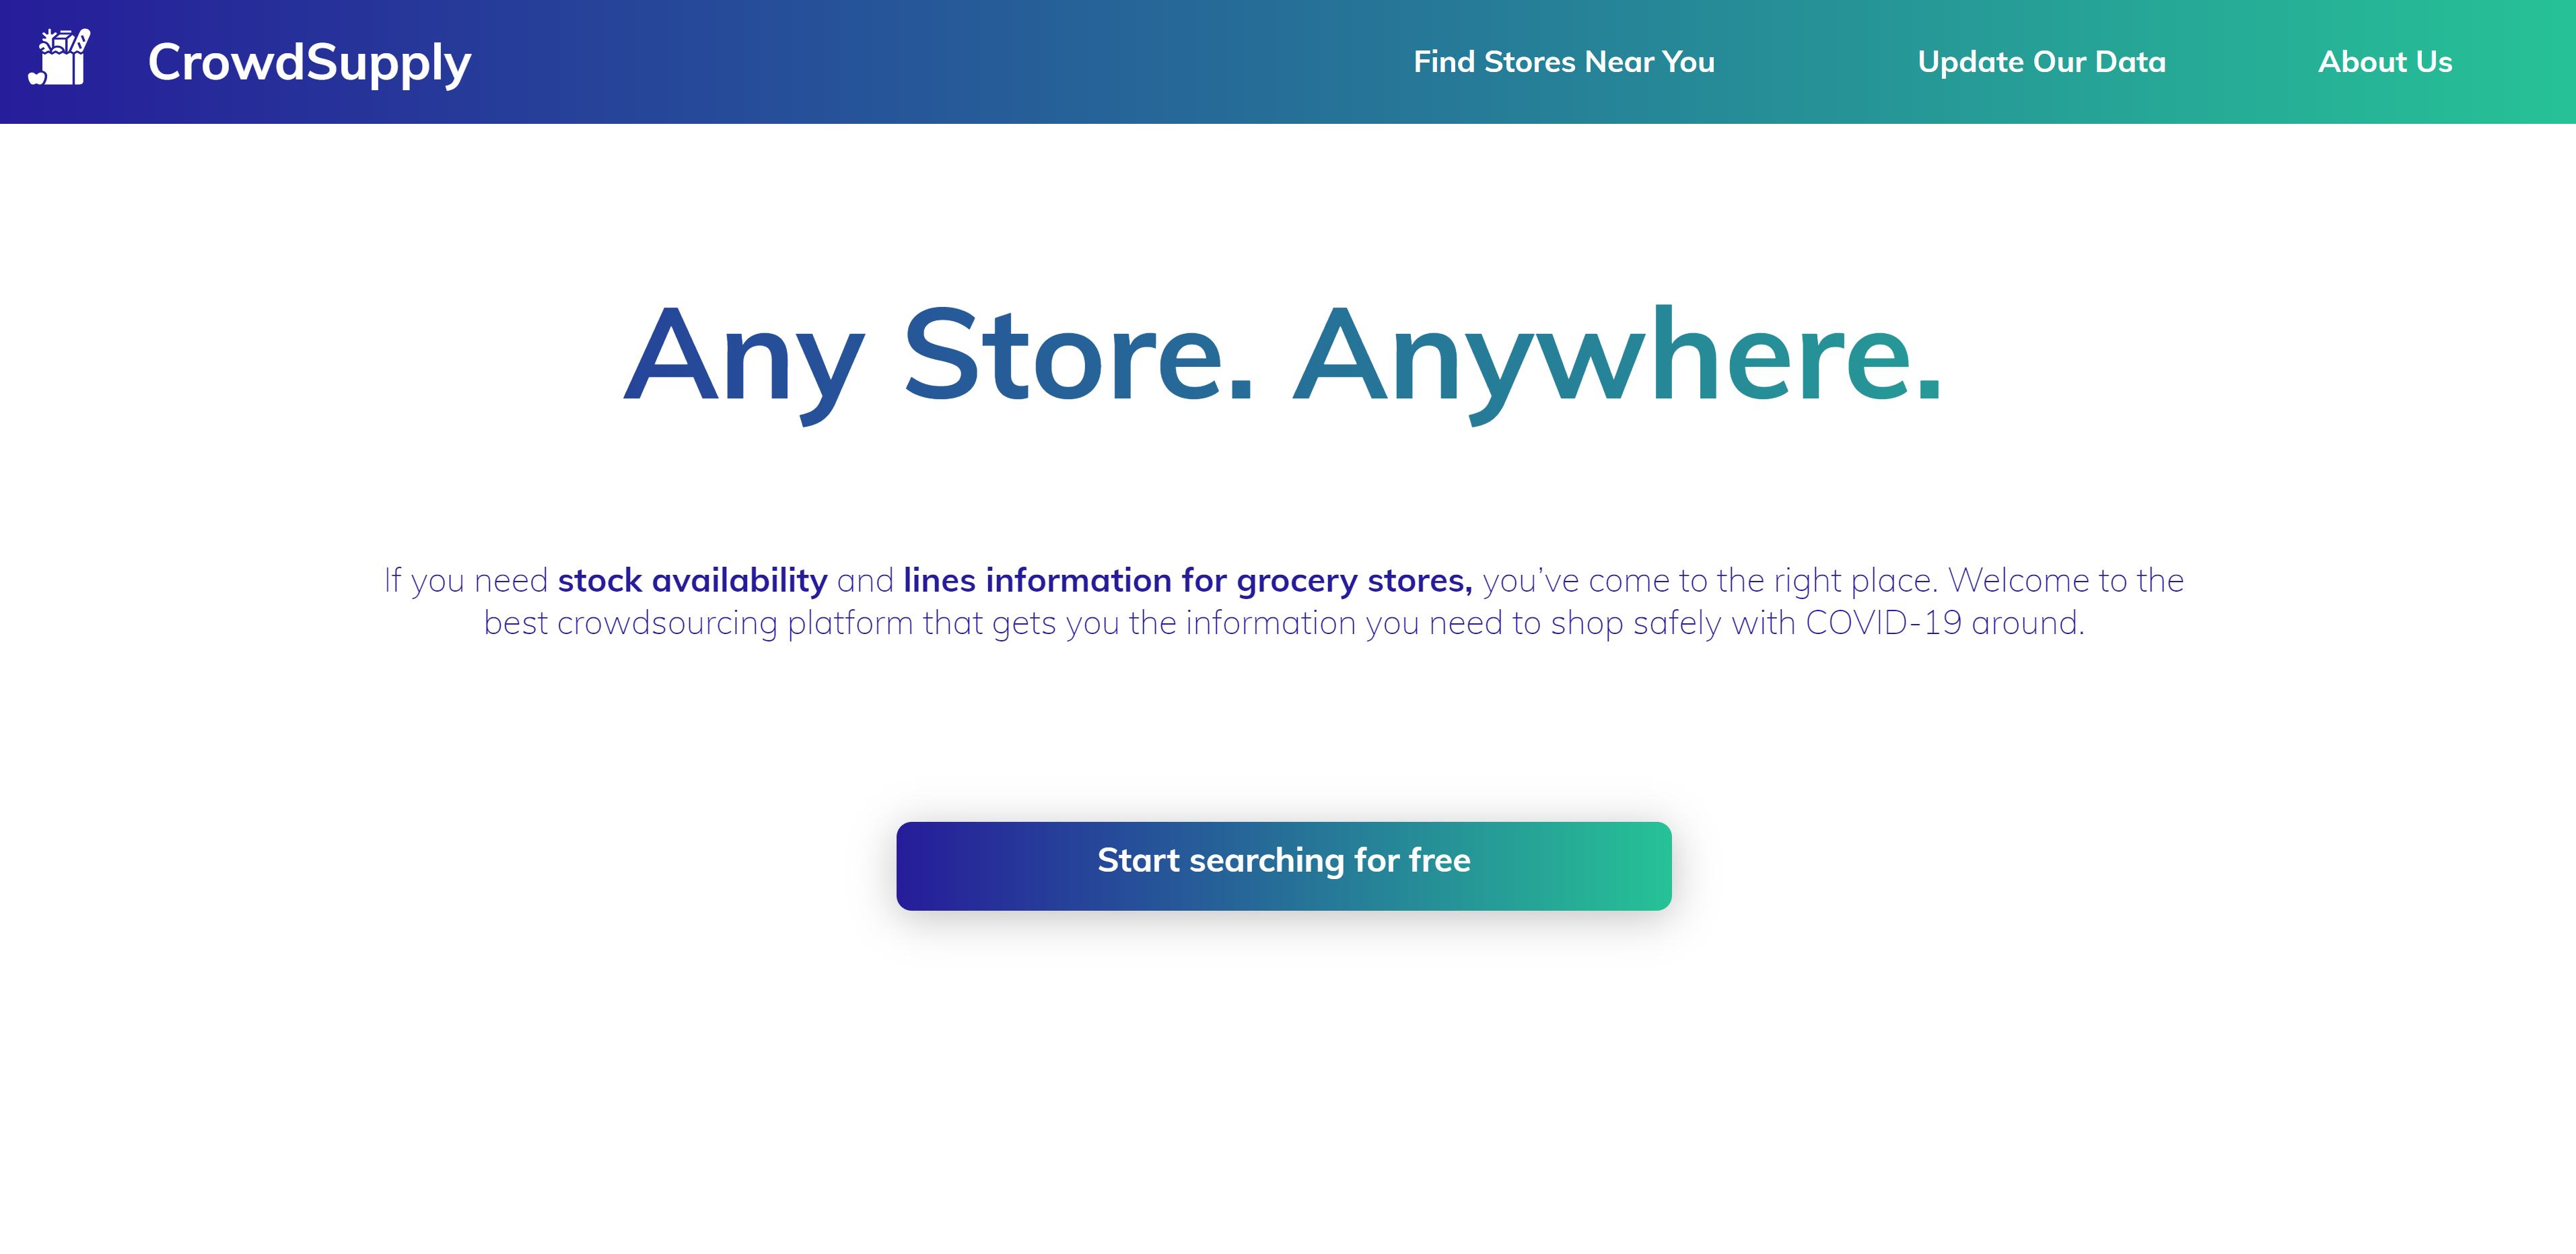 CrowdSupply
Find Stores Near You
Update Our Data
About Us
Any Store. Anywhere.
If you need stock availability and lines information for grocery stores, you’ve come to the right place. Welcome to the
best crowdsourcing platform that gets you the information you need to shop safely with COVID-19 around.
Start searching for free